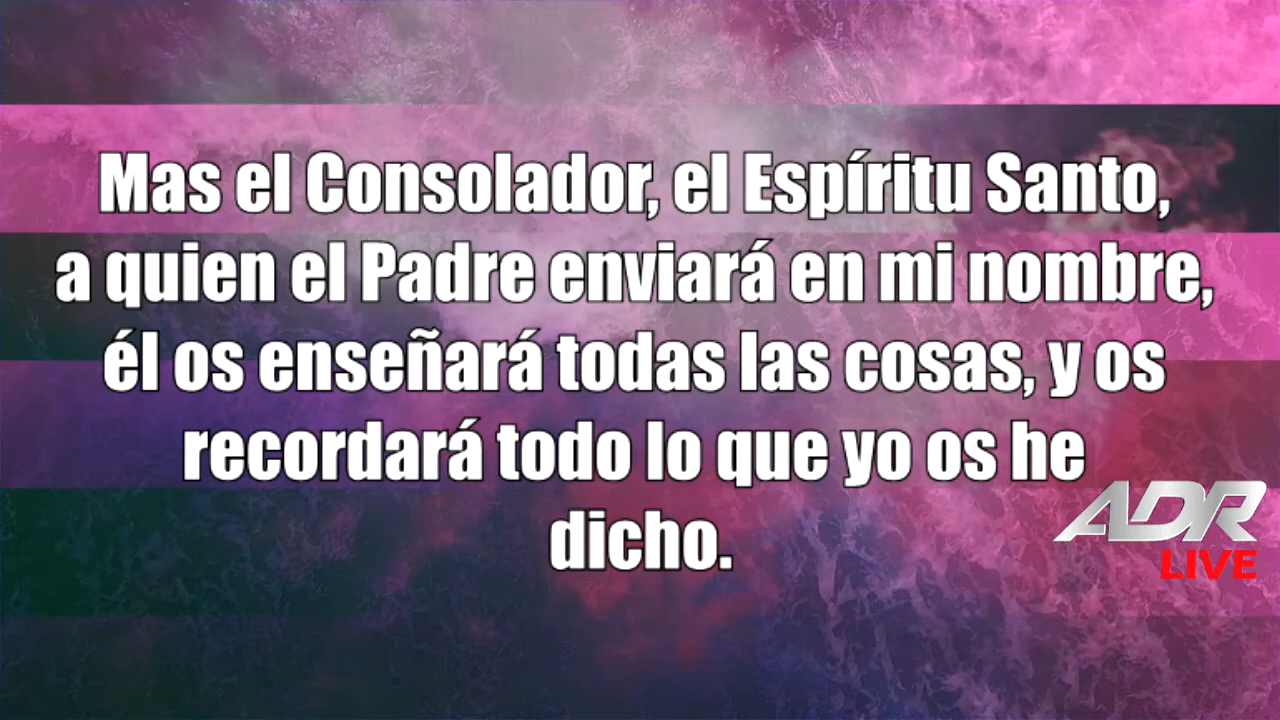 Mas el Consolador, el Espíritu Santo,
a quien el Padre enviará en mi nombre,
él os enseñará todas las cosas, y os
recordará todo lo que yo os he
dicho.
ADR
LIVE